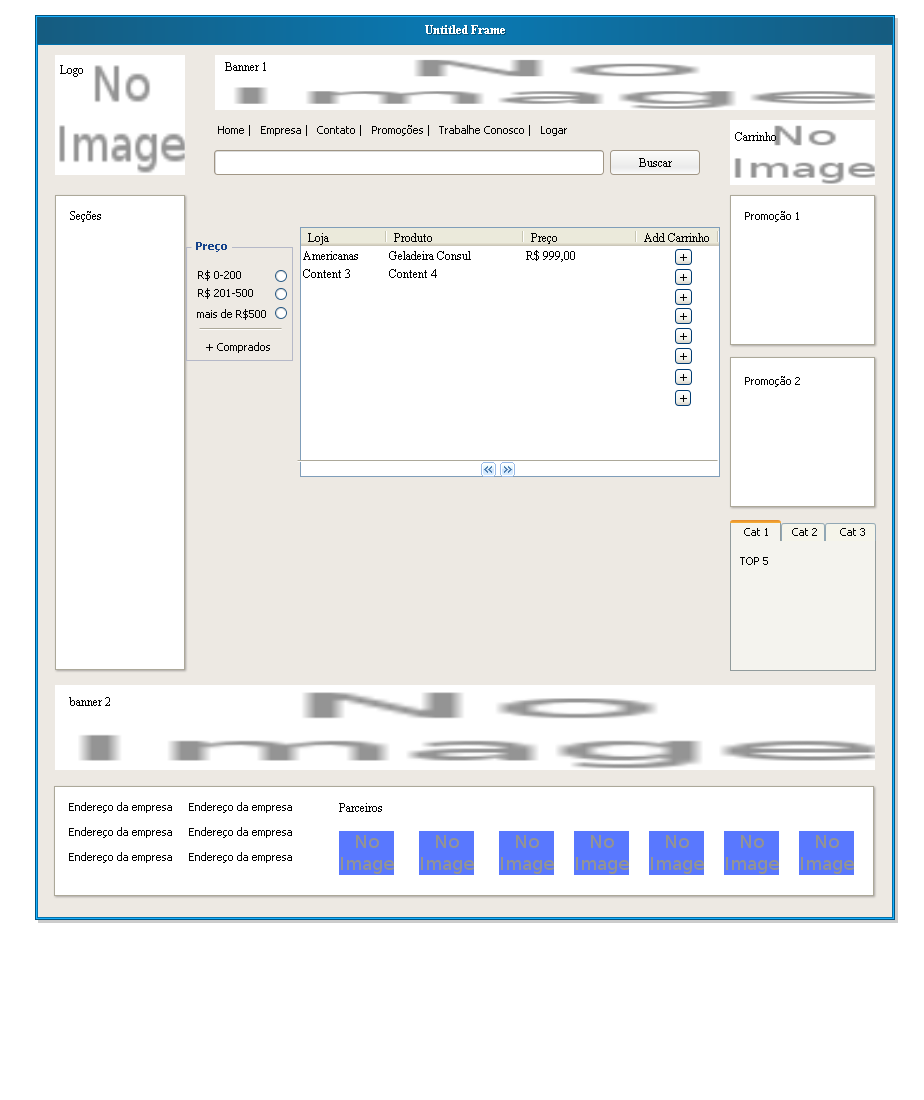 Untitled Frame
Logo
No
Image
Banner 1
No
Image
Home | Empresa | Contato | Promoções | Trabalhe Conosco | Logar
Buscar
Carrinho
No
Image
Seções
Preço
R$ 0-200
R$ 201-500
mais de R$500
+ Comprados
Loja Produto Preço Add Carrinho
Americanas Geladeira Consul R$ 999,00 +
Content 3 Content 4 +
+
+
+
+
+
+
« »
Promoção 1
Promoção 2
Cat 1 Cat 2 Cat 3
TOP 5
banner 2
No
Image
Endereço da empresa Endereço da empresa
Endereço da empresa Endereço da empresa
Endereço da empresa Endereço da empresa
Parceiros
No No No No No No No
Image Image Image Image Image Image Image